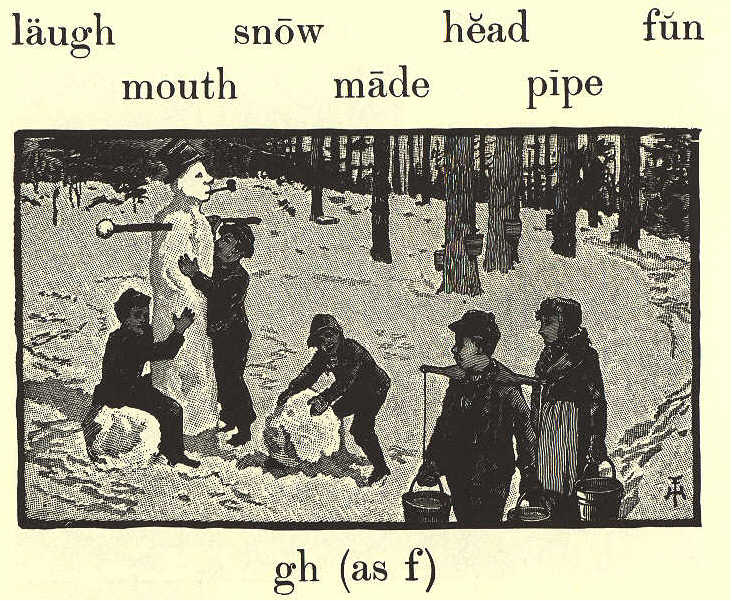 läugh snōw hĕad fŭn
mouth māde pīpe
gh (as f)